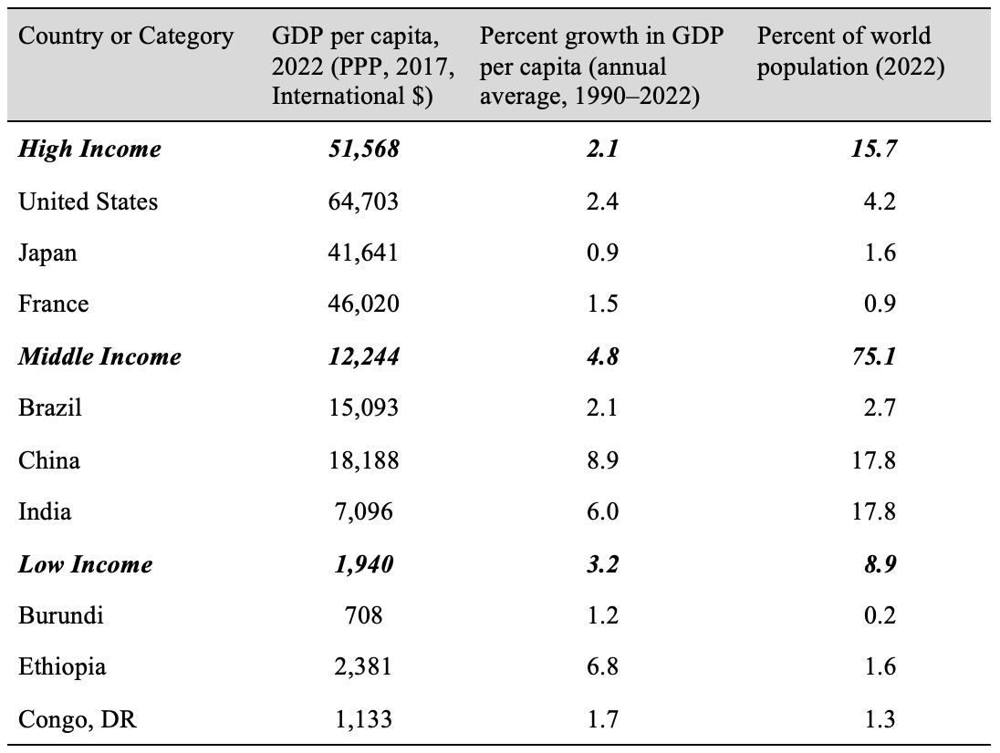 Country or Category GDP per capita, Percent growth in GDP Percent of world
2022 (PPP, 2017, per capita (annual population (2022)
International $) average, 1990–2022)
High Income 51,568 2.1 15.7
United States 64,703 2.4 4.2
Japan 41,641 0.9 1.6
France 46,020 1.5 0.9
Middle Income 12,244 4.8 75.1
Brazil 15,093 2.1 2.7
China 18,188 8.9 17.8
India 7,096 6.0 17.8
Low Income 1,940 3.2 8.9
Burundi 708 1.2 0.2
Ethiopia 2,381 6.8 1.6
Congo, DR 1,133 1.7 1.3